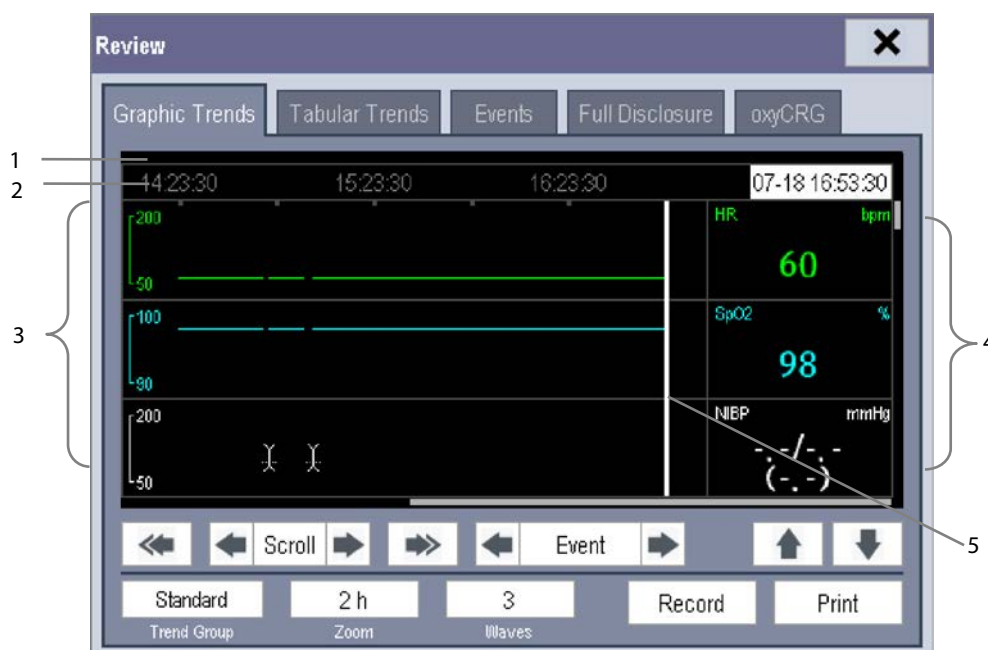 Review
Graphic Trends Tabular Trends Events Full Disclosure oxyCRG
1
2
14:23:30 15:23:30 16:23:30 07-18 16:53:30
200 HR bpm
60
50
3
4
100 SpO2 %
98
90
200 NIBP mmHg
-.-/-.-
(-.-)
50
Scroll Event
5
Standard 2 h 3 Record Print
Trend Group Zoom Waves